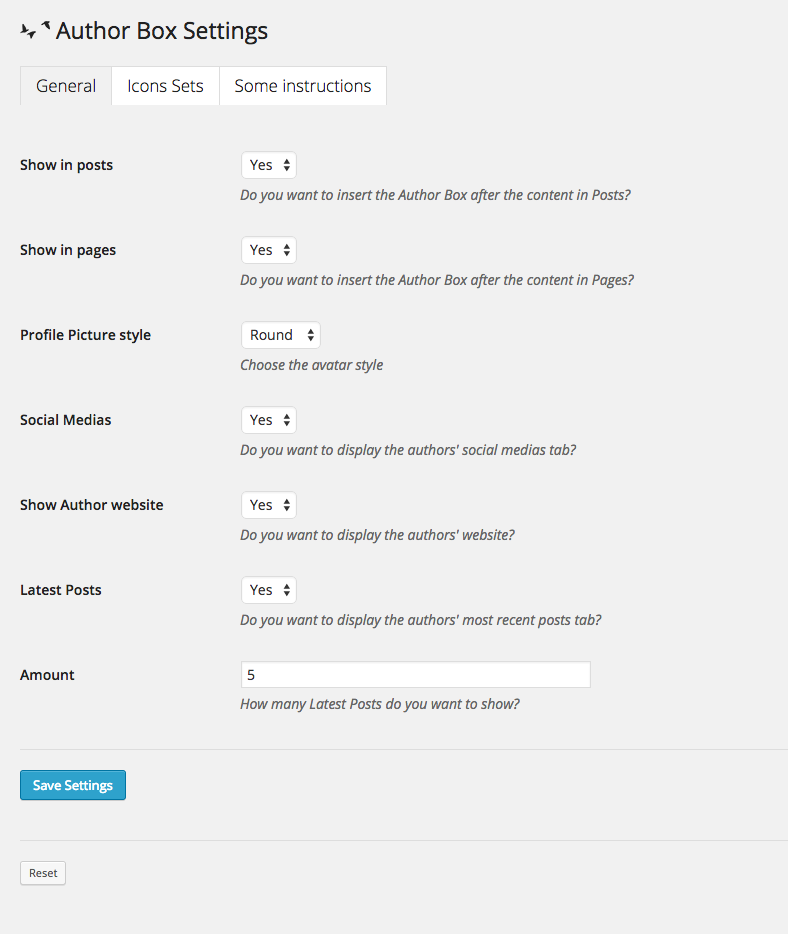 Author Box Settings
General Icons Sets Some instructions
Show in posts Yes
Do you want to insert the Author Box after the content in Posts?
Show in pages Yes
Do you want to insert the Author Box after the content in Pages?
Profile Picture style Round
Choose the avatar style
Social Medias Yes
Do you want to display the authors' social medias tab?
Show Author website Yes
Do you want to display the authors' website?
Latest Posts Yes
Do you want to display the authors' most recent posts tab?
Amount 5
How many Latest Posts do you want to show?
Save Settings
Reset